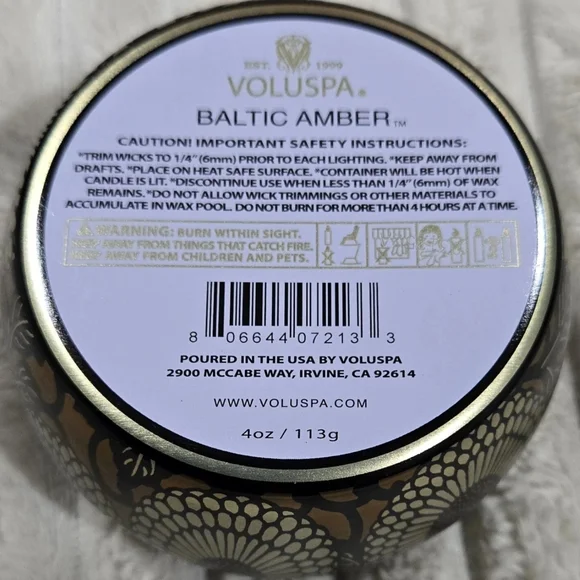 EST. 1999
VOLUSPA®
BALTIC AMBER™
CAUTION! IMPORTANT SAFETY INSTRUCTIONS:
*TRIM WICKS TO 1/4" (6mm) PRIOR TO EACH LIGHTING. *KEEP AWAY FROM
DRAFTS. *PLACE ON HEAT SAFE SURFACE. *CONTAINER WILL BE HOT WHEN
CANDLE IS LIT. *DISCONTINUE USE WHEN LESS THAN 1/4" (6mm) OF WAX
REMAINS. *DO NOT ALLOW WICK TRIMMINGS OR OTHER MATERIALS TO
ACCUMULATE IN WAX POOL. DO NOT BURN FOR MORE THAN 4 HOURS AT A TIME.
WARNING: BURN WITHIN SIGHT.
KEEP AWAY FROM THINGS THAT CATCH FIRE.
KEEP AWAY FROM CHILDREN AND PETS.
8 06644 07213 3
POURED IN THE USA BY VOLUSPA
2900 MCCABE WAY, IRVINE, CA 92614
WWW.VOLUSPA.COM
4oz / 113g